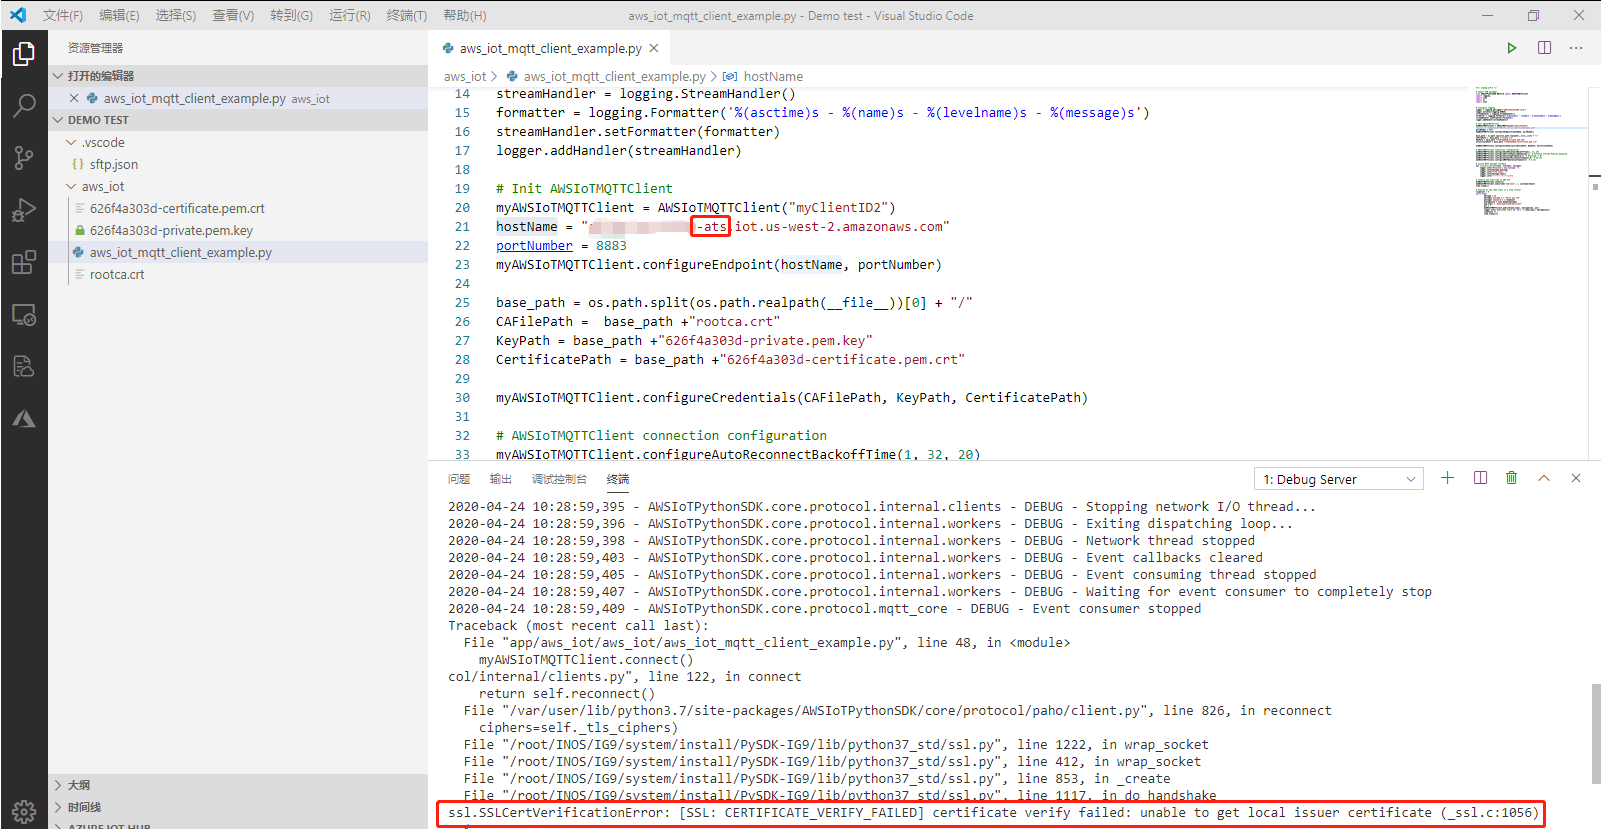 文件(F) 编辑(E) 选择(S) 查看(V) 转到(G) 运行(R) 终端(T) 帮助(H)
aws_iot_mqtt_client_example.py - Demo test - Visual Studio Code
资源管理器
打开的编辑器
aws_iot_mqtt_client_example.py aws_iot
DEMO TEST
.vscode
{} sftp.json
aws_iot
626f4a303d-certificate.pem.crt
626f4a303d-private.pem.key
aws_iot_mqtt_client_example.py
rootca.crt
大纲
时间线
AZURE IOT HUB
aws_iot_mqtt_client_example.py
aws_iot > aws_iot_mqtt_client_example.py > hostName
14 streamHandler = logging.StreamHandler()
15 formatter = logging.Formatter('%(asctime)s - %(name)s - %(levelname)s - %(message)s')
16 streamHandler.setFormatter(formatter)
17 logger.addHandler(streamHandler)
18
19 # Init AWSIoTMQTTClient
20 myAWSIoTMQTTClient = AWSIoTMQTTClient("myClientID2")
21 hostName = "-ats.iot.us-west-2.amazonaws.com"
22 portNumber = 8883
23 myAWSIoTMQTTClient.configureEndpoint(hostName, portNumber)
24
25 base_path = os.path.split(os.path.realpath(__file__))[0] + "/"
26 CAFilePath =  base_path +"rootca.crt"
27 KeyPath = base_path +"626f4a303d-private.pem.key"
28 CertificatePath = base_path +"626f4a303d-certificate.pem.crt"
29
30 myAWSIoTMQTTClient.configureCredentials(CAFilePath, KeyPath, CertificatePath)
31
32 # AWSIoTMQTTClient connection configuration
33 myAWSIoTMQTTClient.configureAutoReconnectBackoffTime(1, 32, 20)
问题 输出 调试控制台 终端
1: Debug Server
2020-04-24 10:28:59,395 - AWSIoTPythonSDK.core.protocol.internal.clients - DEBUG - Stopping network I/O thread...
2020-04-24 10:28:59,396 - AWSIoTPythonSDK.core.protocol.internal.workers - DEBUG - Exiting dispatching loop...
2020-04-24 10:28:59,398 - AWSIoTPythonSDK.core.protocol.internal.workers - DEBUG - Network thread stopped
2020-04-24 10:28:59,403 - AWSIoTPythonSDK.core.protocol.internal.workers - DEBUG - Event callbacks cleared
2020-04-24 10:28:59,405 - AWSIoTPythonSDK.core.protocol.internal.workers - DEBUG - Event consuming thread stopped
2020-04-24 10:28:59,407 - AWSIoTPythonSDK.core.protocol.internal.workers - DEBUG - Waiting for event consumer to completely stop
2020-04-24 10:28:59,409 - AWSIoTPythonSDK.core.protocol.mqtt_core - DEBUG - Event consumer stopped
Traceback (most recent call last):
File "app/aws_iot/aws_iot/aws_iot_mqtt_client_example.py", line 48, in <module>
myAWSIoTMQTTClient.connect()
col/internal/clients.py", line 122, in connect
return self.reconnect()
File "/var/user/lib/python3.7/site-packages/AWSIoTPythonSDK/core/protocol/paho/client.py", line 826, in reconnect
ciphers=self._tls_ciphers)
File "/root/INOS/IG9/system/install/PySDK-IG9/lib/python37_std/ssl.py", line 1222, in wrap_socket
File "/root/INOS/IG9/system/install/PySDK-IG9/lib/python37_std/ssl.py", line 412, in wrap_socket
File "/root/INOS/IG9/system/install/PySDK-IG9/lib/python37_std/ssl.py", line 853, in _create
File "/root/INOS/IG9/system/install/PySDK-IG9/lib/python37_std/ssl.py", line 1117, in do_handshake
ssl.SSLCertVerificationError: [SSL: CERTIFICATE_VERIFY_FAILED] certificate verify failed: unable to get local issuer certificate (_ssl.c:1056)